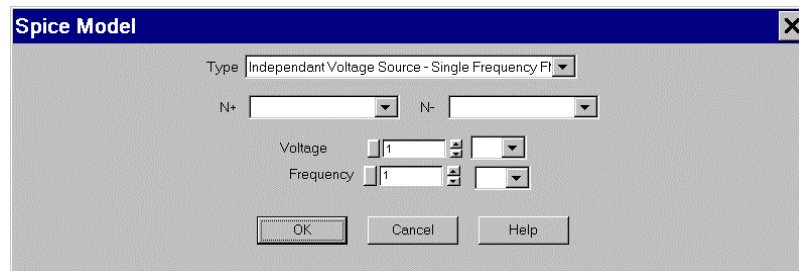 Spice Model
Type Independant Voltage Source - Single Frequency
N+ N-
Voltage 1
Frequency 1
OK Cancel Help